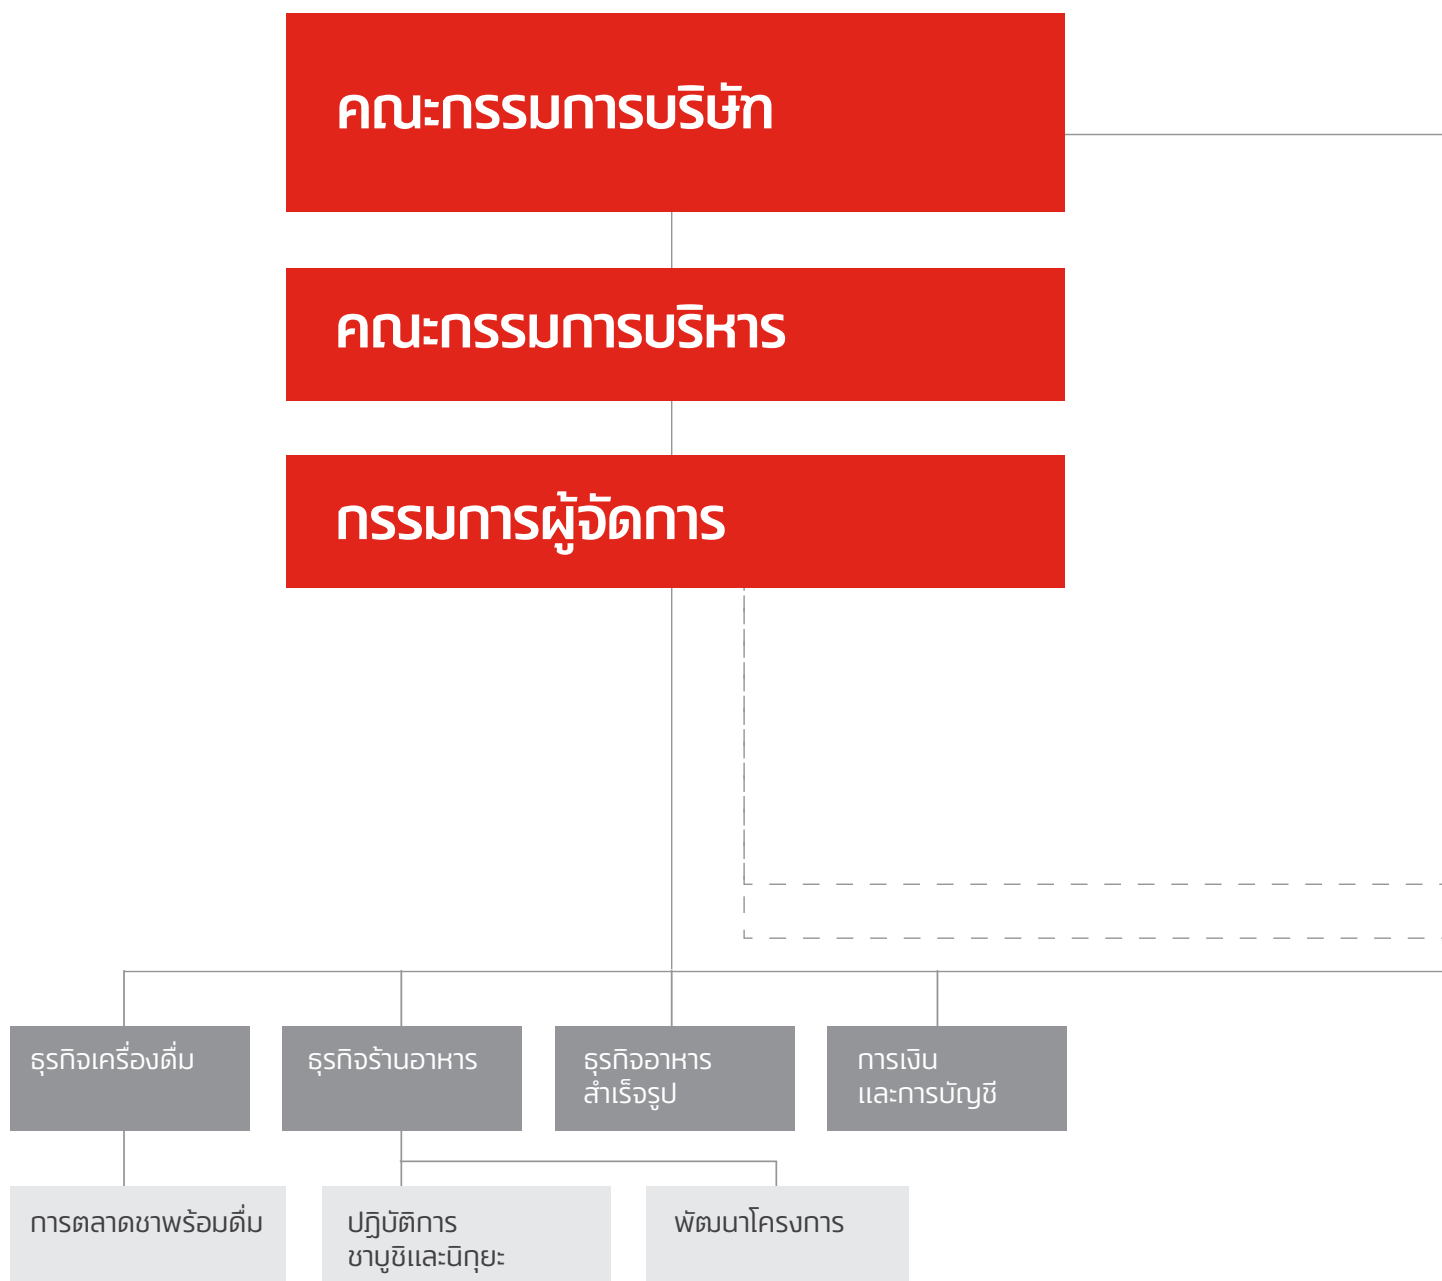 คณะกรรมการบริษัท
คณะกรรมการบริหาร
กรรมการผู้จัดการ
ธุรกิจเครื่องดื่ม
ธุรกิจร้านอาหาร
ธุรกิจอาหาร
สำเร็จรูป
การเงิน
และการบัญชี
การตลาดชาพร้อมดื่ม
ปฏิบัติการ
ชาบูชิและนิกุยะ
พัฒนาโครงการ